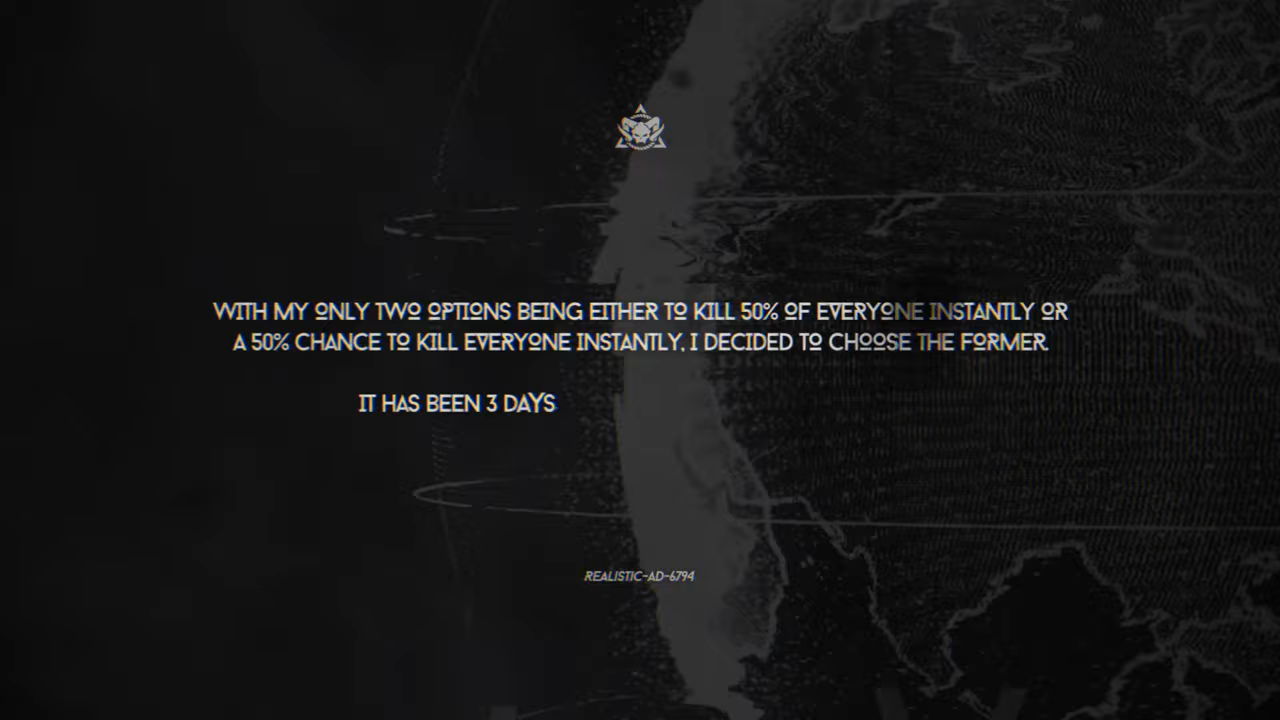 WITH MY ONLY TWO OPTIONS BEING EITHER TO KILL 50% OF EVERYONE INSTANTLY OR
A 50% CHANCE TO KILL EVERYONE INSTANTLY, I DECIDED TO CHOOSE THE FORMER.
IT HAS BEEN 3 DAYS
REALISTIC-AD-6794